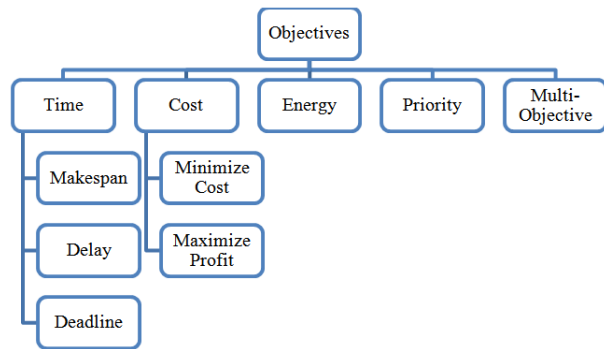 Objectives
Time
Cost
Energy
Priority
Multi-
Objective
Makespan
Minimize
Cost
Delay
Maximize
Profit
Deadline